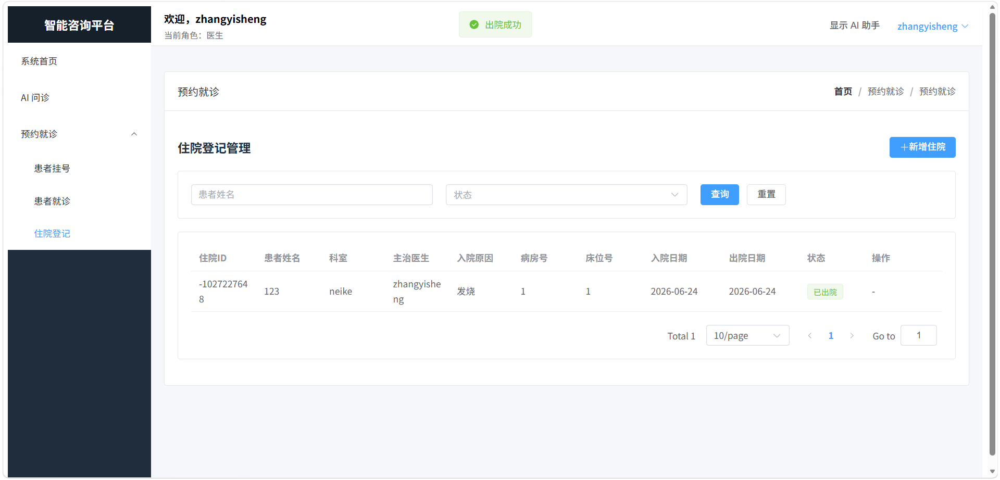 智能咨询平台
欢迎，zhangyisheng
当前角色：医生
出院成功
显示 AI 助手
zhangyisheng
系统首页
AI 问诊
预约就诊
患者挂号
患者就诊
住院登记
预约就诊
首页 / 预约就诊 / 预约就诊
住院登记管理
＋新增住院
患者姓名
状态
查询
重置
住院ID 患者姓名 科室 主治医生 入院原因 病房号 床位号 入院日期 出院日期 状态 操作
-102722764
8
123
neike
zhangyishe
ng
发烧
1
1
2026-06-24
2026-06-24
已出院
-
Total 1
10/page
1
Go to
1